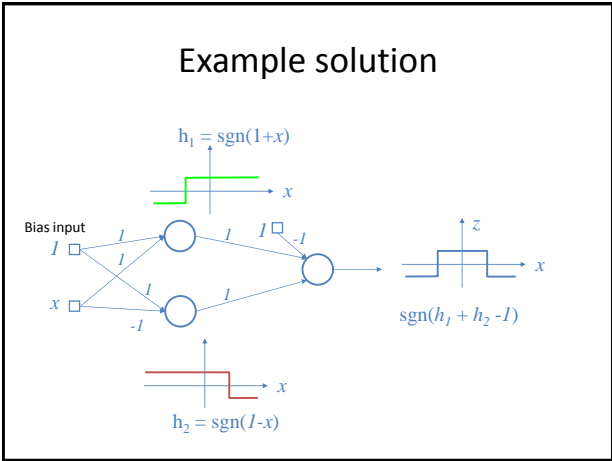 Example solution
h₁ = sgn(1+x)
x
Bias input
1
1
1
1
1
-1
z
x
x
1
-1
1
sgn(h₁ + h₂ -1)
x
h₂ = sgn(1-x)